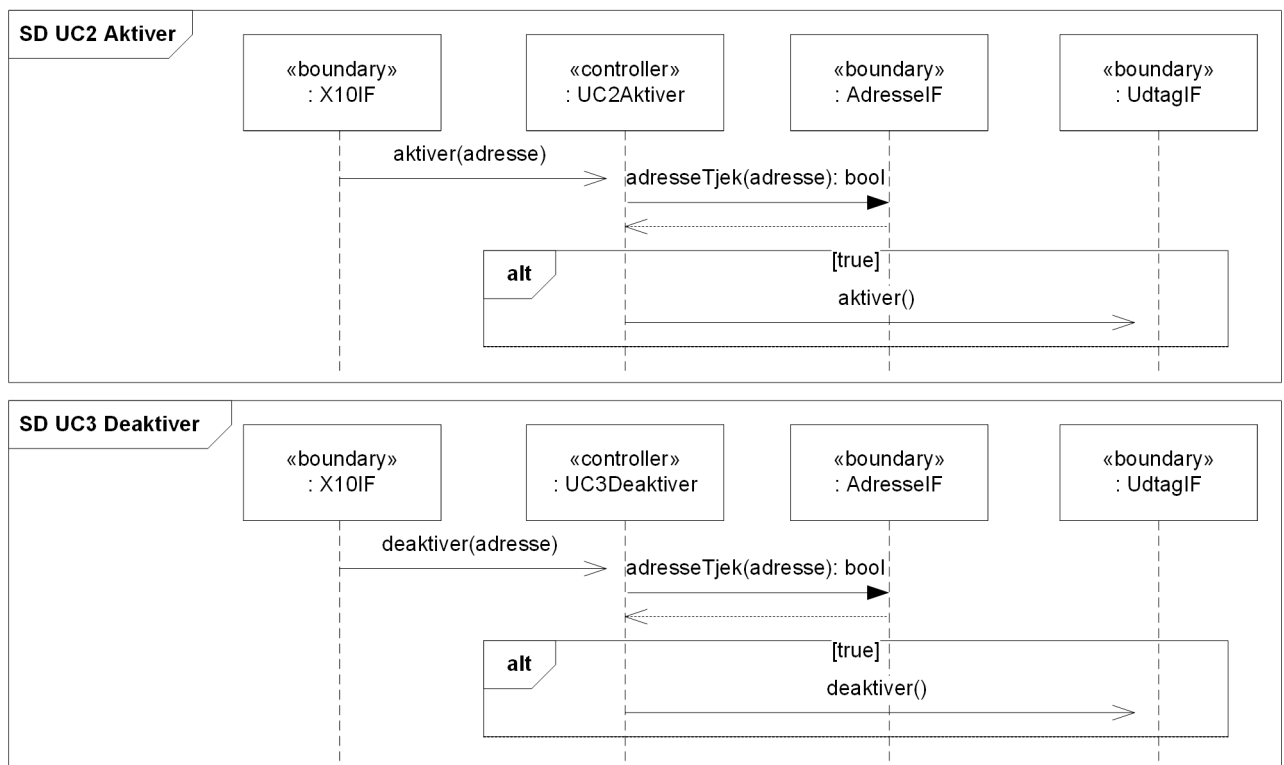 SD UC2 Aktiver
«boundary» «controller» «boundary» «boundary»
: X10IF : UC2Aktiver : AdresseIF : UdtagIF
aktiver(adresse)
adresseTjek(adresse): bool
[true]
alt
aktiver()
SD UC3 Deaktiver
«boundary» «controller» «boundary» «boundary»
: X10IF : UC3Deaktiver : AdresseIF : UdtagIF
deaktiver(adresse)
adresseTjek(adresse): bool
[true]
alt
deaktiver()